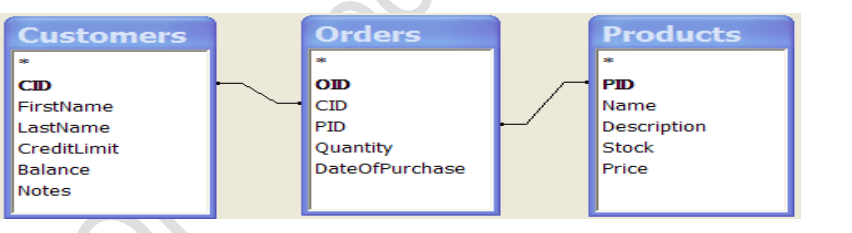 Customers
*
CID
FirstName
LastName
CreditLimit
Balance
Notes
Orders
*
OID
CID
PID
Quantity
DateOfPurchase
Products
*
PID
Name
Description
Stock
Price